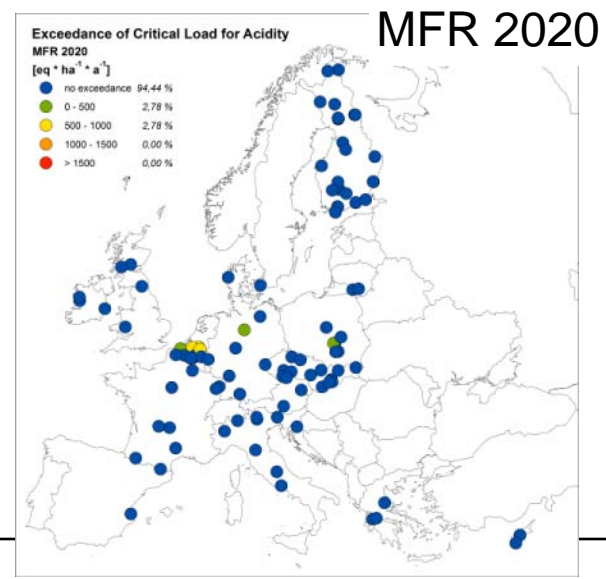 MFR 2020
Exceedance of Critical Load for Acidity
MFR 2020
[eq * ha⁻¹ * a⁻¹]
no exceedance 94,44 %
0 - 500 2,78 %
500 - 1000 2,78 %
1000 - 1500 0,00 %
> 1500 0,00 %